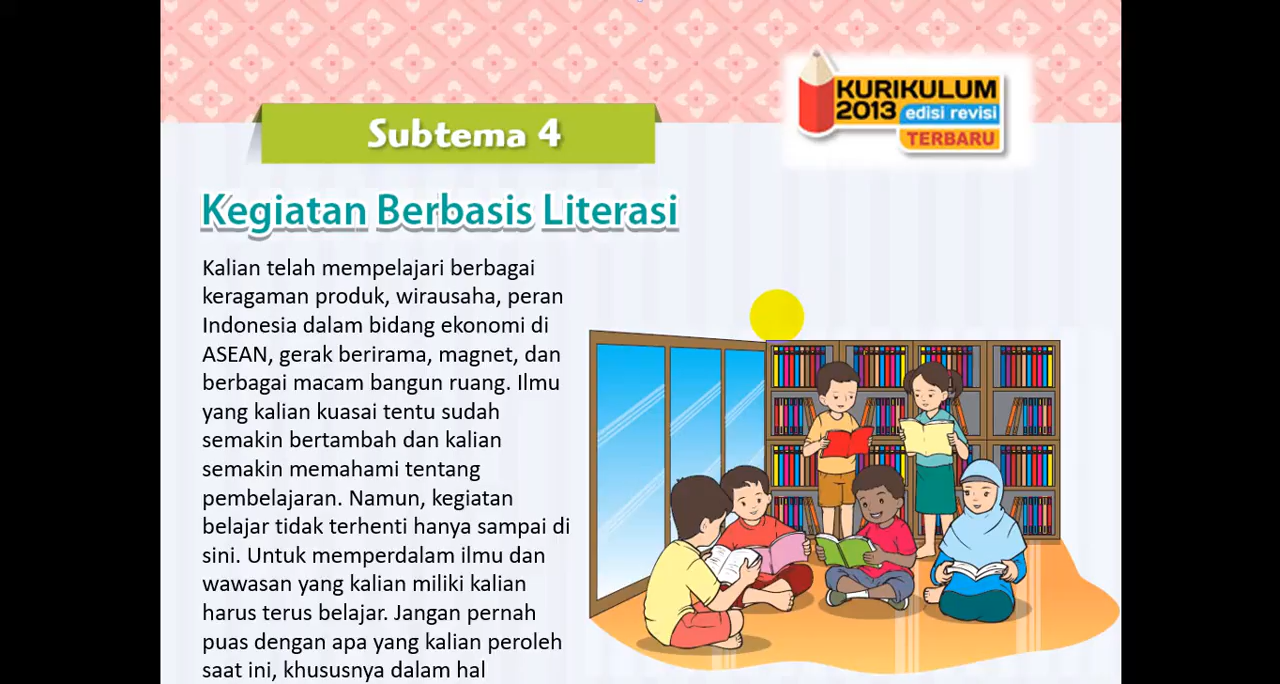 KURIKULUM
2013 edisi revisi
TERBARU
Subtema 4
Kegiatan Berbasis Literasi
Kalian telah mempelajari berbagai
keragaman produk, wirausaha, peran
Indonesia dalam bidang ekonomi di
ASEAN, gerak berirama, magnet, dan
berbagai macam bangun ruang. Ilmu
yang kalian kuasai tentu sudah
semakin bertambah dan kalian
semakin memahami tentang
pembelajaran. Namun, kegiatan
belajar tidak terhenti hanya sampai di
sini. Untuk memperdalam ilmu dan
wawasan yang kalian miliki kalian
harus terus belajar. Jangan pernah
puas dengan apa yang kalian peroleh
saat ini, khususnya dalam hal